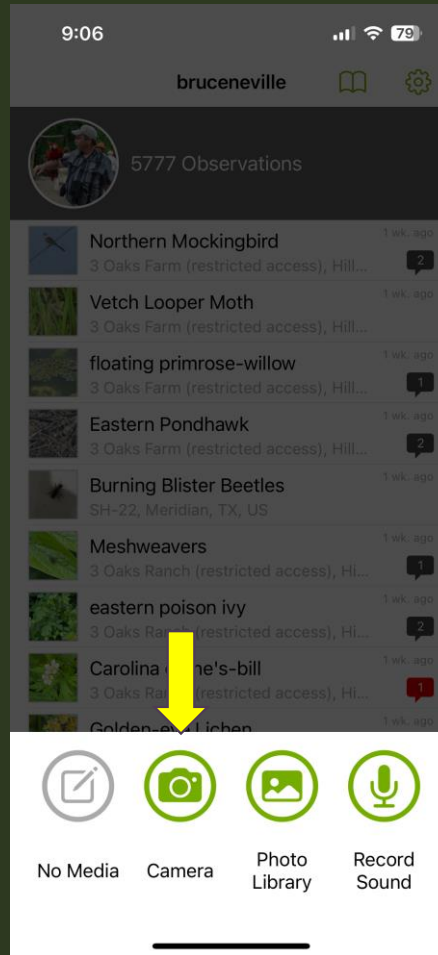 9:06
79
bruceneville
5777 Observations
Northern Mockingbird
1 wk. ago
3 Oaks Farm (restricted access), Hill...
2
Vetch Looper Moth
1 wk. ago
3 Oaks Farm (restricted access), Hill...
floating primrose-willow
1 wk. ago
3 Oaks Farm (restricted access), Hill...
1
Eastern Pondhawk
1 wk. ago
3 Oaks Farm (restricted access), Hill...
2
Burning Blister Beetles
1 wk. ago
SH-22, Meridian, TX, US
Meshweavers
1 wk. ago
3 Oaks Ranch (restricted access), Hi...
1
eastern poison ivy
1 wk. ago
3 Oaks Ranch (restricted access), Hi...
2
Carolina 's-bill
1 wk. ago
3 Oaks (restricted access), Hi...
1
Golden-eye Lichen
1 wk. ago
No Media
Camera
Photo
Library
Record
Sound